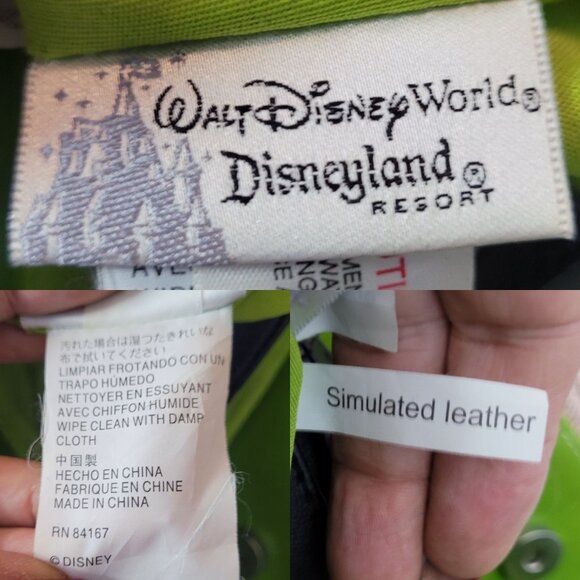 WALT DISNEY World®
Disneyland®
RESORT
汚れた場合は湿つたきれいな
布で拭いてください
LIMPIAR FROTANDO CON UN
TRAPO HÚMEDO
NETTOYER EN ESSUYANT
AVEC CHIFFON HUMIDE
WIPE CLEAN WITH DAMP
CLOTH
中国製
HECHO EN CHINA
FABRIQUE EN CHINE
MADE IN CHINA
RN 84167
© DISNEY
Simulated leather